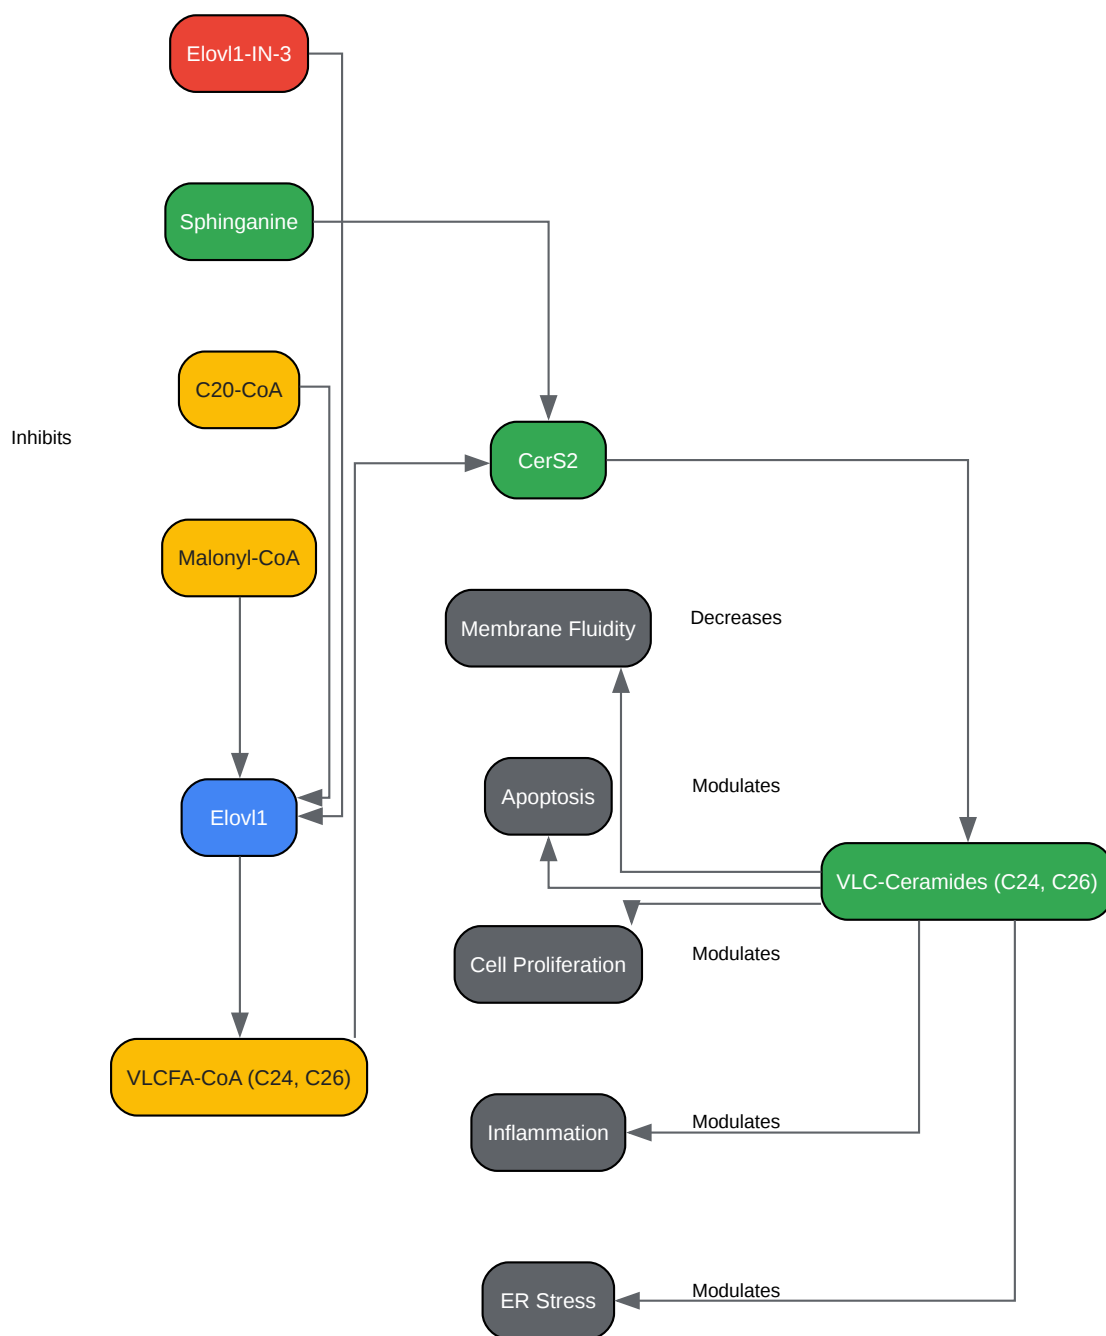 Elovl1-IN-3
Sphinganine
C20-CoA
Inhibits
CerS2
Malonyl-CoA
Membrane Fluidity
Decreases
Apoptosis
Modulates
Elovl1
VLC-Ceramides (C24, C26)
Cell Proliferation
Modulates
VLCFA-CoA (C24, C26)
Inflammation
Modulates
ER Stress
Modulates